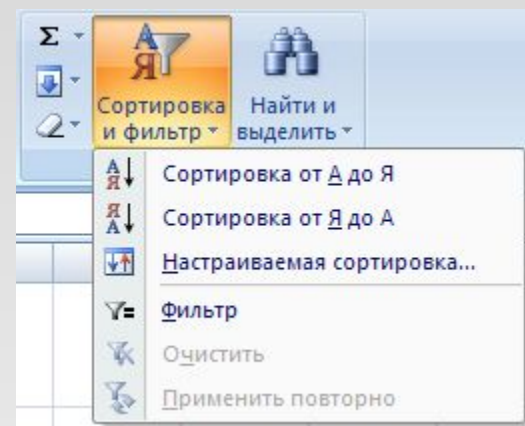 Σ
Сортировка
и фильтр
Найти и
выделить
Сортировка от А до Я
Сортировка от Я до А
Настраиваемая сортировка...
Фильтр
Очистить
Применить повторно